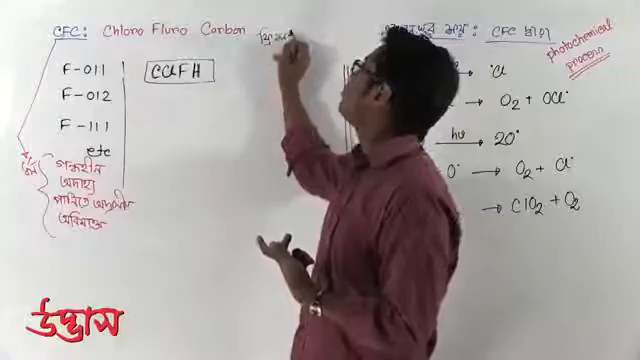 CFC: Chloro Fluro Carbon
F-011
F-012
F-111
etc
CClFH
গন্ধহীন
অদাহ্য
পানিতে অদ্রবণীয়
অবিষাক্ত
: CFC দ্বারা
photochemical
process
·Cl
→ O2 + OCl·
hν 2O·
O· → O2 + Cl·
→ ClO2 + O2
উদ্ভাস